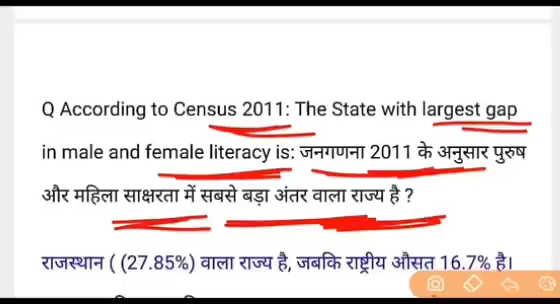 Q According to Census 2011: The State with largest gap
in male and female literacy is: जनगणना 2011 के अनुसार पुरुष
और महिला साक्षरता में सबसे बड़ा अंतर वाला राज्य है ?
राजस्थान ( (27.85%) वाला राज्य है, जबकि राष्ट्रीय औसत 16.7% है।